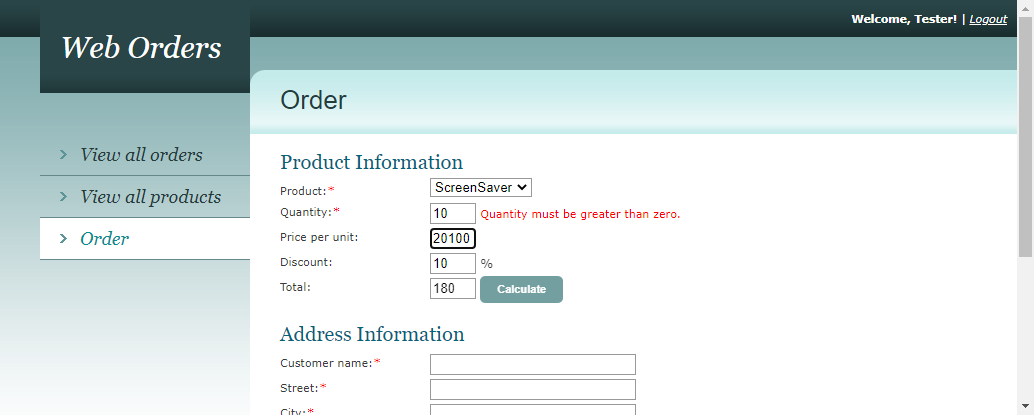 Welcome, Tester! | Logout
Web Orders
Order
View all orders
View all products
Order
Product Information
Product:* ScreenSaver
Quantity:* 10 Quantity must be greater than zero.
Price per unit: 20100
Discount: 10 %
Total: 180 Calculate
Address Information
Customer name:*
Street:*
City:*